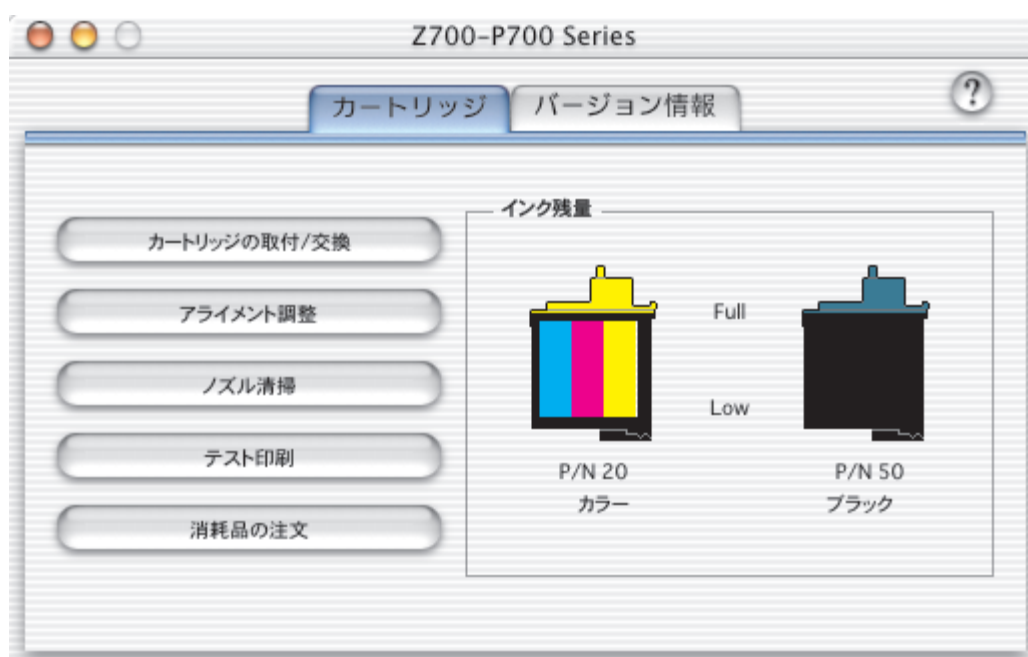 Z700-P700 Series
カートリッジ バージョン情報 ?
カートリッジの取付/交換
アライメント調整
ノズル清掃
テスト印刷
消耗品の注文
インク残量
Full
Low
P/N 20
カラー
P/N 50
ブラック